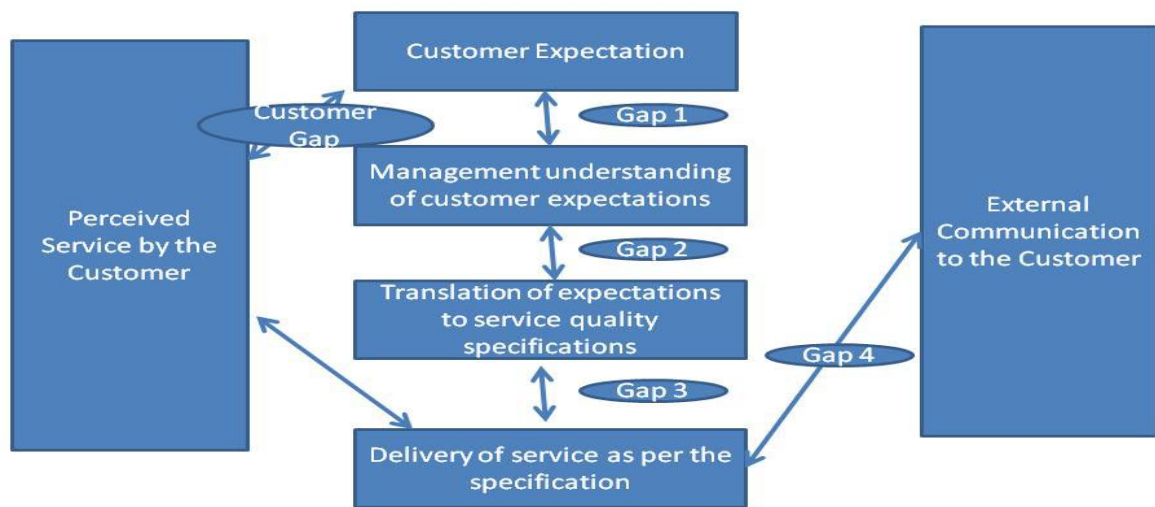 Customer Expectation
Customer
Gap
Gap 1
Management understanding
of customer expectations
Perceived
Service by the
Customer
External
Communication
to the Customer
Gap 2
Translation of expectations
to service quality
specifications
Gap 4
Gap 3
Delivery of service as per the
specification